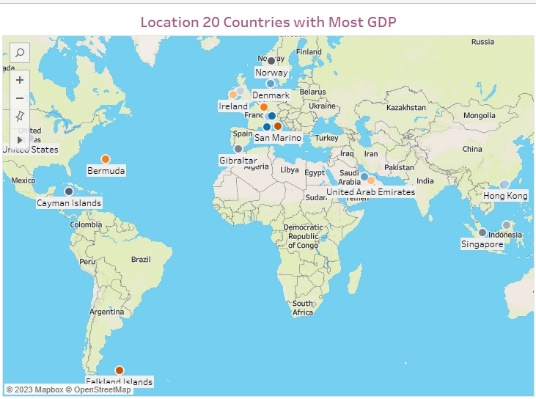 Location 20 Countries with Most GDP
Russia
Finland
Norway
Norway
Denmark
Belarus
Ireland
Ukraine
Kazakhstan
Franc
Mongolia
San Marino
Spain
Turkey
United States
China
Gibraltar
Iraq
Iran
Algeria
Libya
Egypt
Pakistan
Bermuda
Saudi
Arabia
India
Mexico
United Arab Emirates
Hong Kong
Yemen
Cayman Islands
Sudan
Colombia
Democratic
Republic
of Congo
Indonesia
Singapore
Peru
Brazil
South
Africa
Argentina
Falkland Islands
© 2023 Mapbox © OpenStreetMap